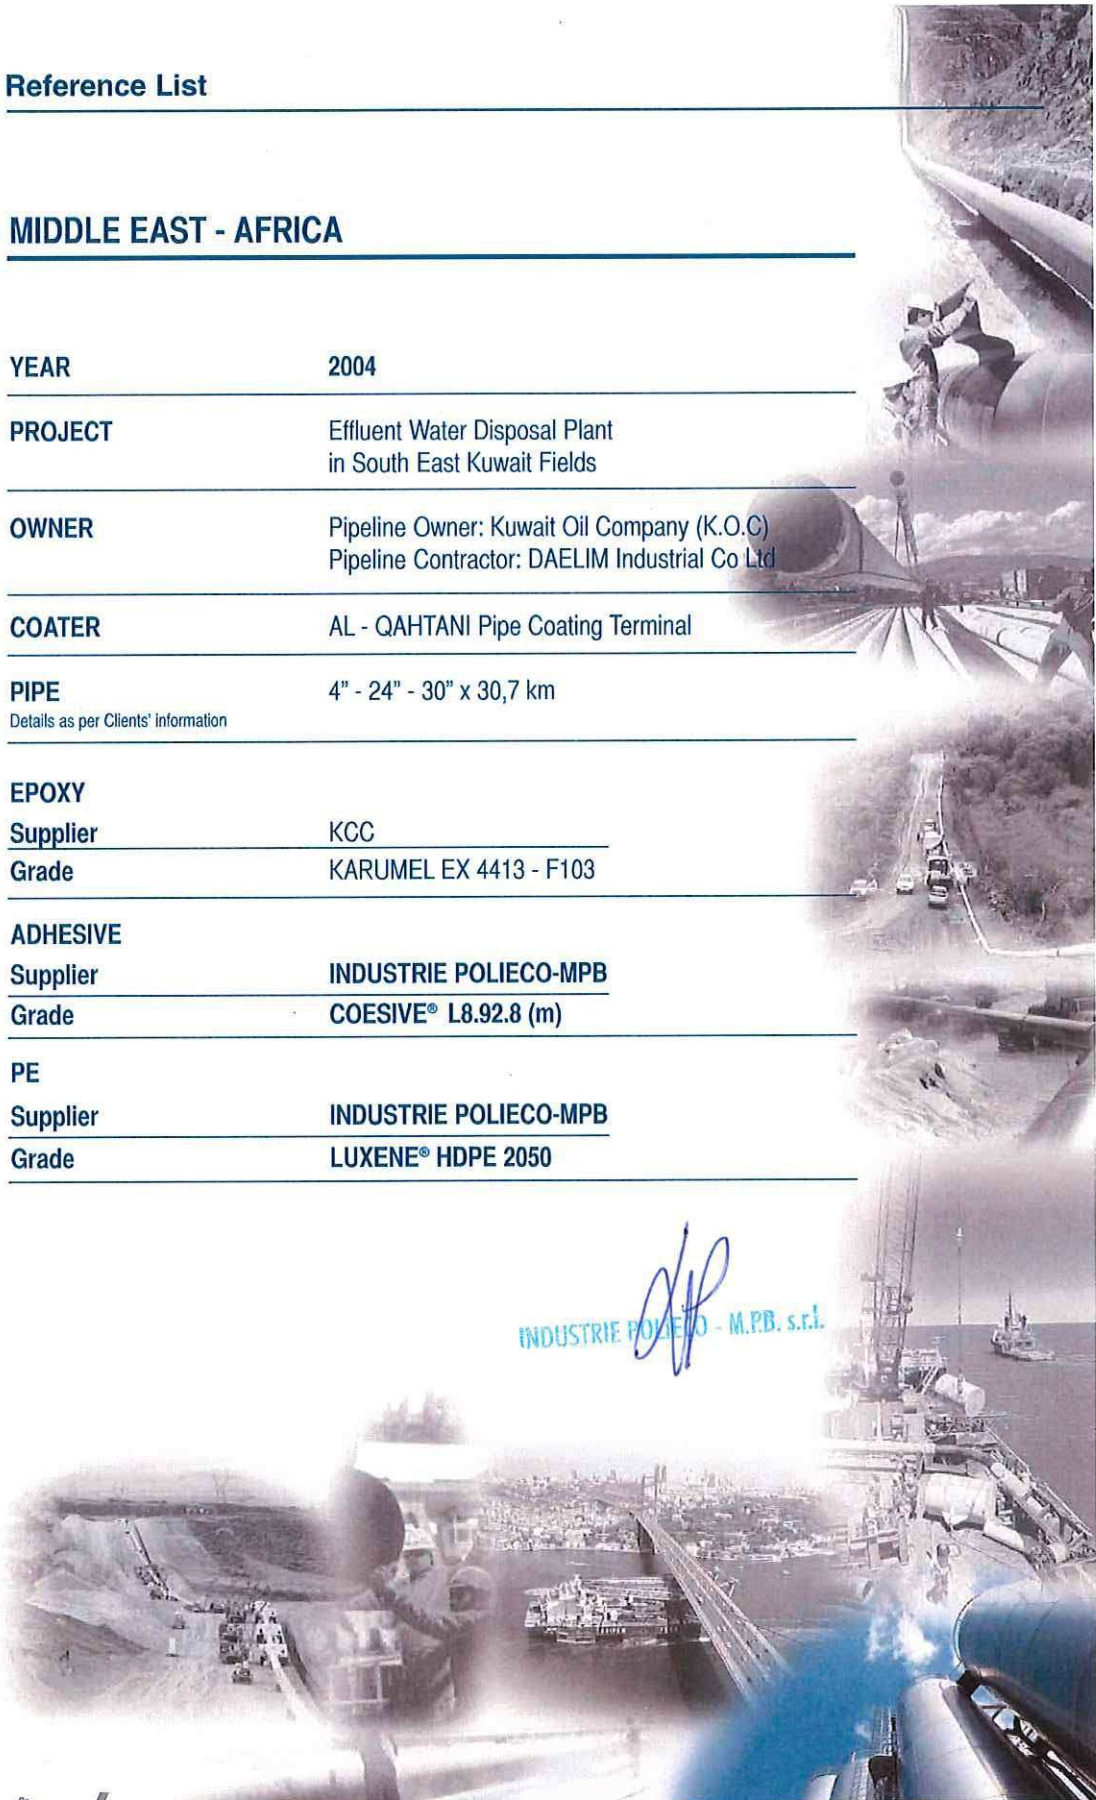 Reference List
MIDDLE EAST - AFRICA
YEAR 2004
PROJECT Effluent Water Disposal Plant
in South East Kuwait Fields
OWNER Pipeline Owner: Kuwait Oil Company (K.O.C)
Pipeline Contractor: DAELIM Industrial Co Ltd
COATER AL - QAHTANI Pipe Coating Terminal
PIPE 4” - 24” - 30” x 30,7 km
Details as per Clients' information
EPOXY
Supplier KCC
Grade KARUMEL EX 4413 - F103
ADHESIVE
Supplier INDUSTRIE POLIECO-MPB
Grade COESIVE® L8.92.8 (m)
PE
Supplier INDUSTRIE POLIECO-MPB
Grade LUXENE® HDPE 2050
INDUSTRIE POLIECO - M.P.B. s.r.l.